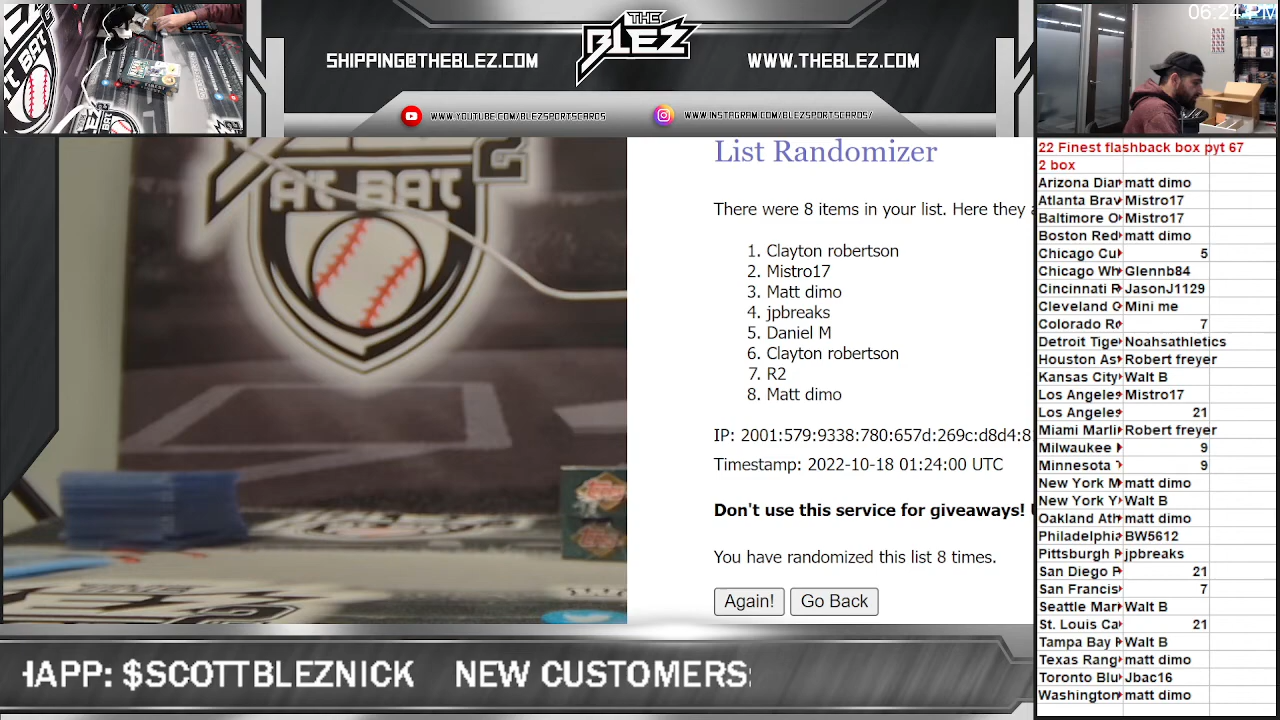 06:24 PM
THE
BLEZ
SHIPPING@THEBLEZ.COM
WWW.THEBLEZ.COM
WWW.YOUTUBE.COM/BLEZSPORTSCARDS
WWW.INSTAGRAM.COM/BLEZSPORTSCARDS/
AT BAT
List Randomizer
There were 8 items in your list. Here they
1. Clayton robertson
2. Mistro17
3. Matt dimo
4. jpbreaks
5. Daniel M
6. Clayton robertson
7. R2
8. Matt dimo
IP: 2001:579:9338:780:657d:269c:d8d4:8
Timestamp: 2022-10-18 01:24:00 UTC
Don't use this service for giveaways!
You have randomized this list 8 times.
Again! Go Back
22 Finest flashback box pyt 67
2 box
Arizona Diar matt dimo
Atlanta Brav Mistro17
Baltimore O Mistro17
Boston Red matt dimo
Chicago Cu 5
Chicago Wh Glennb84
Cincinnati R JasonJ1129
Cleveland G Mini me
Colorado Ro 7
Detroit Tige Noahsathletics
Houston As Robert freyer
Kansas City Walt B
Los Angeles Mistro17
Los Angeles 21
Miami Marli Robert freyer
Milwaukee 9
Minnesota T 9
New York M matt dimo
New York Y Walt B
Oakland Ath matt dimo
Philadelphia BW5612
Pittsburgh P jpbreaks
San Diego P 21
San Francis 7
Seattle Mari Walt B
St. Louis Ca 21
Tampa Bay R Walt B
Texas Rang matt dimo
Toronto Blu Jbac16
Washington matt dimo
HAPP: $SCOTTBLEZNICK NEW CUSTOMERS: